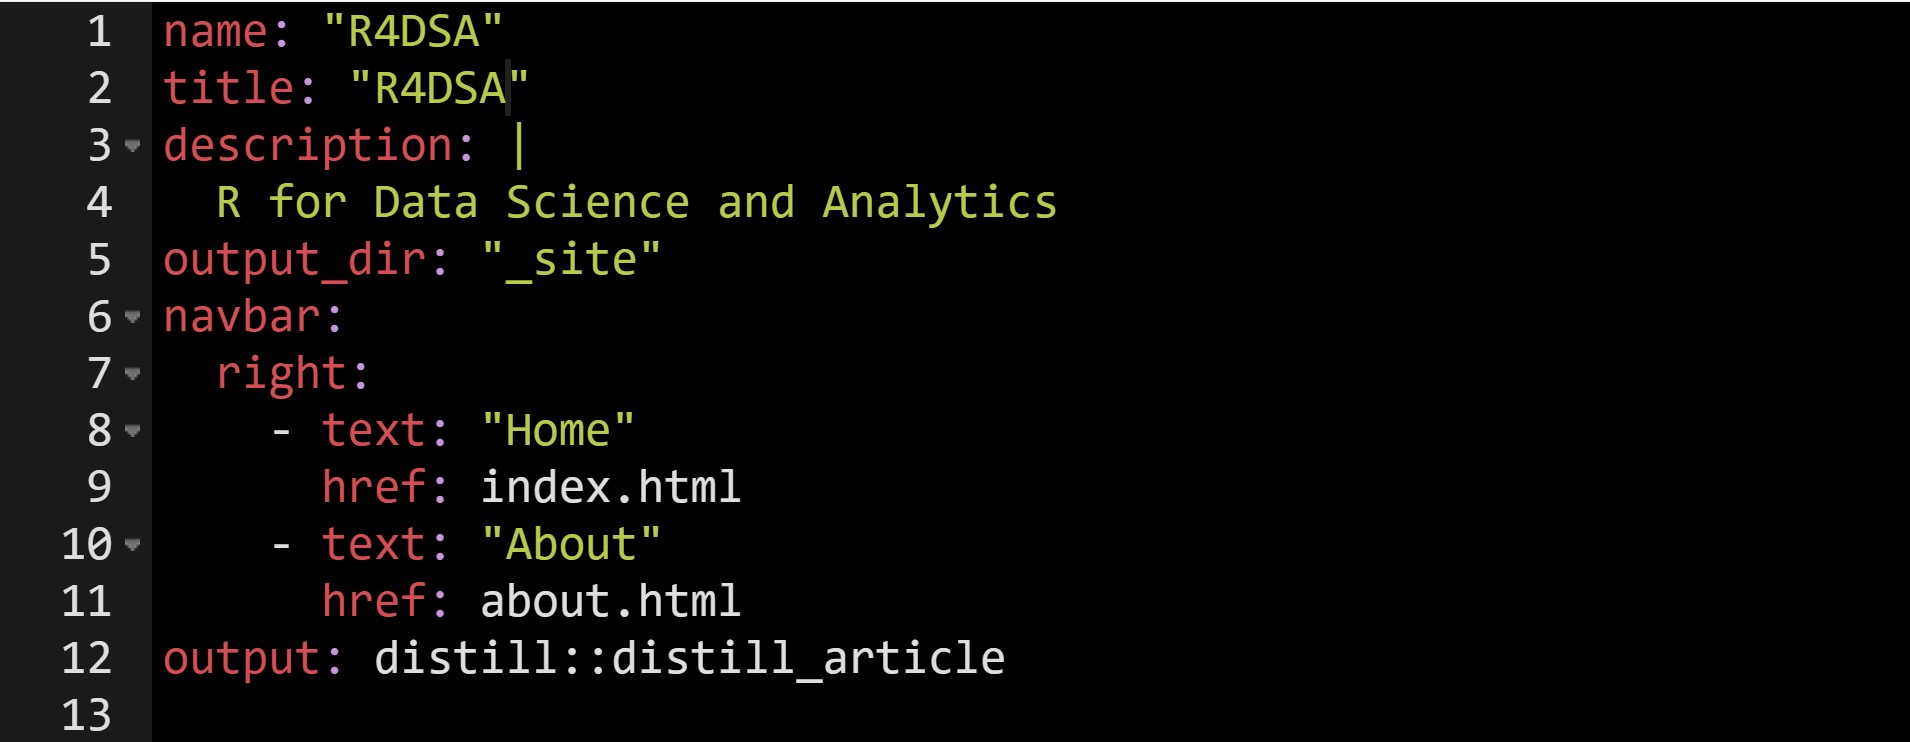 1 name: "R4DSA"
2 title: "R4DSA"
3 description: |
4   R for Data Science and Analytics
5 output_dir: "_site"
6 navbar:
7   right:
8     - text: "Home"
9       href: index.html
10     - text: "About"
11       href: about.html
12 output: distill::distill_article
13